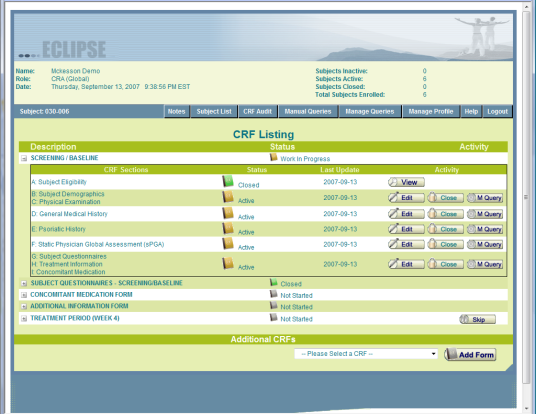 ECLIPSE
Name: Mckesson Demo Subjects Inactive: 0
Role: CRA (Global) Subjects Active: 6
Date: Thursday, September 13, 2007 9:38:56 PM EST Subjects Closed: 0
Total Subjects Enrolled: 6
Subject: 030-006 Notes Subject List CRF Audit Manual Queries Manage Queries Manage Profile Help Logout
CRF Listing
Description Status Activity
SCREENING / BASELINE Work In Progress
CRF Sections Status Last Update Activity
A: Subject Eligibility Closed 2007-09-13 View
B: Subject Demographics
C: Physical Examination Active 2007-09-13 Edit Close M Query
D: General Medical History Active 2007-09-13 Edit Close M Query
E: Psoriatic History Active 2007-09-13 Edit Close M Query
F: Static Physician Global Assessment (sPGA) Active 2007-09-13 Edit Close M Query
G: Subject Questionnaires
H: Treatment Information Active 2007-09-13 Edit Close M Query
I: Concomitant Medication
SUBJECT QUESTIONNAIRES - SCREENING/BASELINE Closed
CONCOMITANT MEDICATION FORM Not Started
ADDITIONAL INFORMATION FORM Not Started
TREATMENT PERIOD (WEEK 4) Not Started Skip
Additional CRFs
-- Please Select a CRF -- Add Form